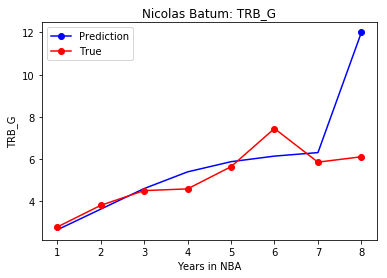 Nicolas Batum: TRB_G
Prediction
True
12
10
8
6
4
TRB_G
1 2 3 4 5 6 7 8
Years in NBA